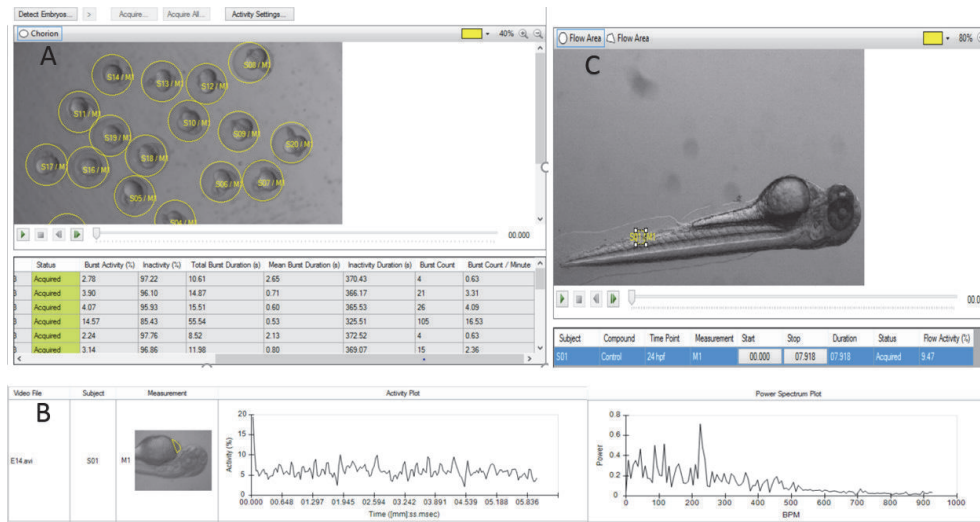 Detect Embryos... > Acquire... Acquire All... Activity Settings...
Chorion 40%
A
S08 / M1
S14 / M1 S13 / M1 S12 / M1
S11 / M1 S10 / M1
S19 / M1 S09 / M1
S20 / M1
S18 / M1
S17 / M1 S16 / M1
S06 / M1 S07 / M1
S05 / M1
00.000
Status Burst Activity (%) Inactivity (%) Total Burst Duration (s) Mean Burst Duration (s) Inactivity Duration (s) Burst Count Burst Count / Minute
Acquired 2.78 97.22 10.61 2.65 370.43 4 0.63
Acquired 3.90 96.10 14.87 0.71 366.17 21 3.31
Acquired 4.07 95.93 15.51 0.60 365.53 26 4.09
Acquired 14.57 85.43 55.54 0.53 325.51 105 16.53
Acquired 2.24 97.76 8.52 2.13 372.52 4 0.63
Acquired 3.14 96.86 11.98 0.80 369.07 15 2.36
Flow Area Flow Area 80%
C
00.00
Subject Compound Time Point Measurement Start Stop Duration Status Flow Activity (%)
S01 Control 24 hpf M1 00.000 07.918 07.918 Acquired 9.47
Video File Subject Measurement Activity Plot Power Spectrum Plot
B
E14.avi S01 M1
Activity (%)
20
15
10
5
0
00.000 00.648 01.297 01.945 02.594 03.242 03.891 04.539 05.188 05.836
Time ([mm]:ss.msec)
Power
0.8
0.6
0.4
0.2
0
0 100 200 300 400 500 600 700 800 900 1000
BPM